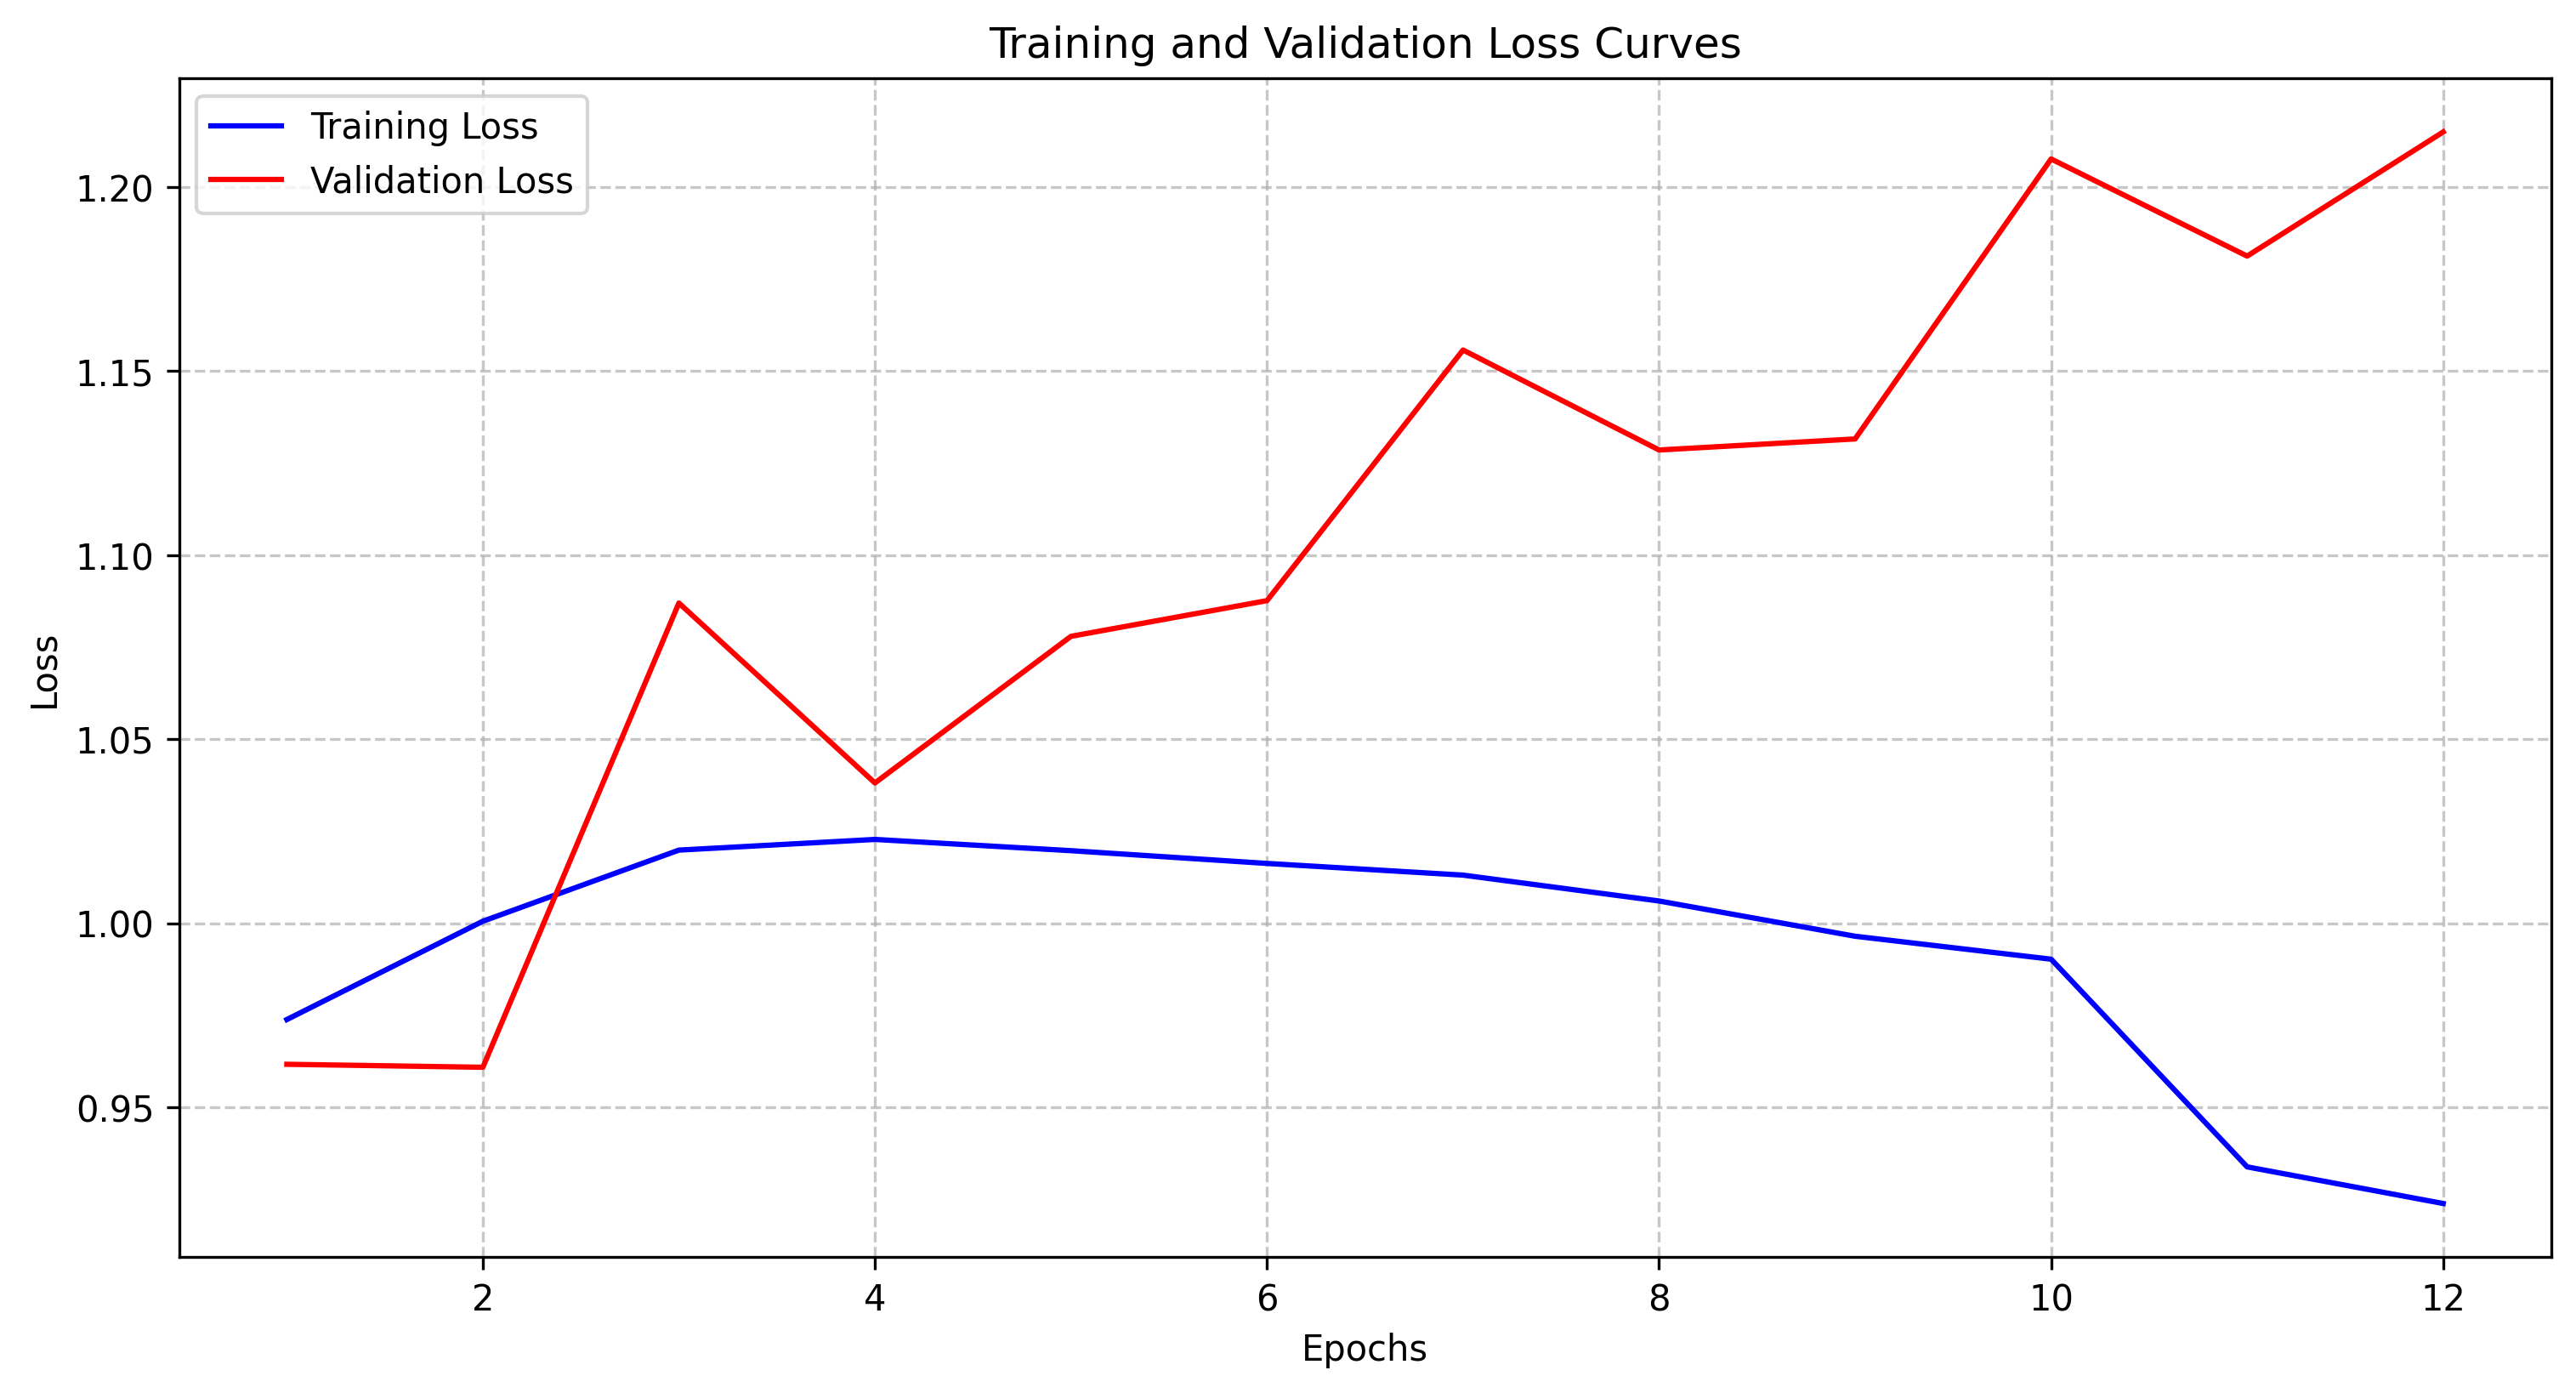 Training and Validation Loss Curves
Training Loss
Validation Loss
1.20
1.15
1.10
1.05
1.00
0.95
Loss
2 4 6 8 10 12
Epochs